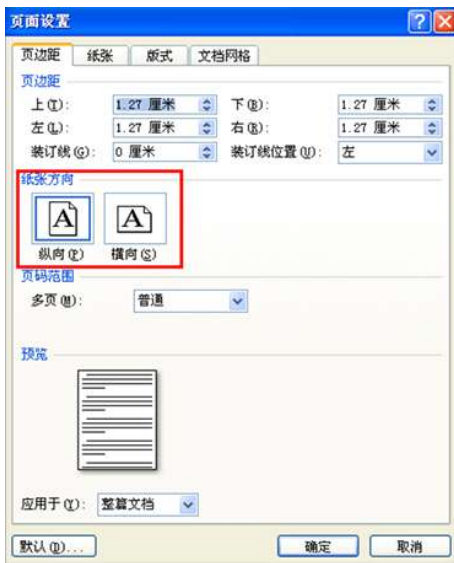 页面设置
页边距 纸张 版式 文档网格
页边距
上(T): 1.27 厘米 下(B): 1.27 厘米
左(L): 1.27 厘米 右(R): 1.27 厘米
装订线(G): 0 厘米 装订线位置(U): 左
纸张方向
A A
纵向(P) 横向(S)
页码范围
多页(M): 普通
预览
应用于(Y): 整篇文档
默认(D)... 确定 取消